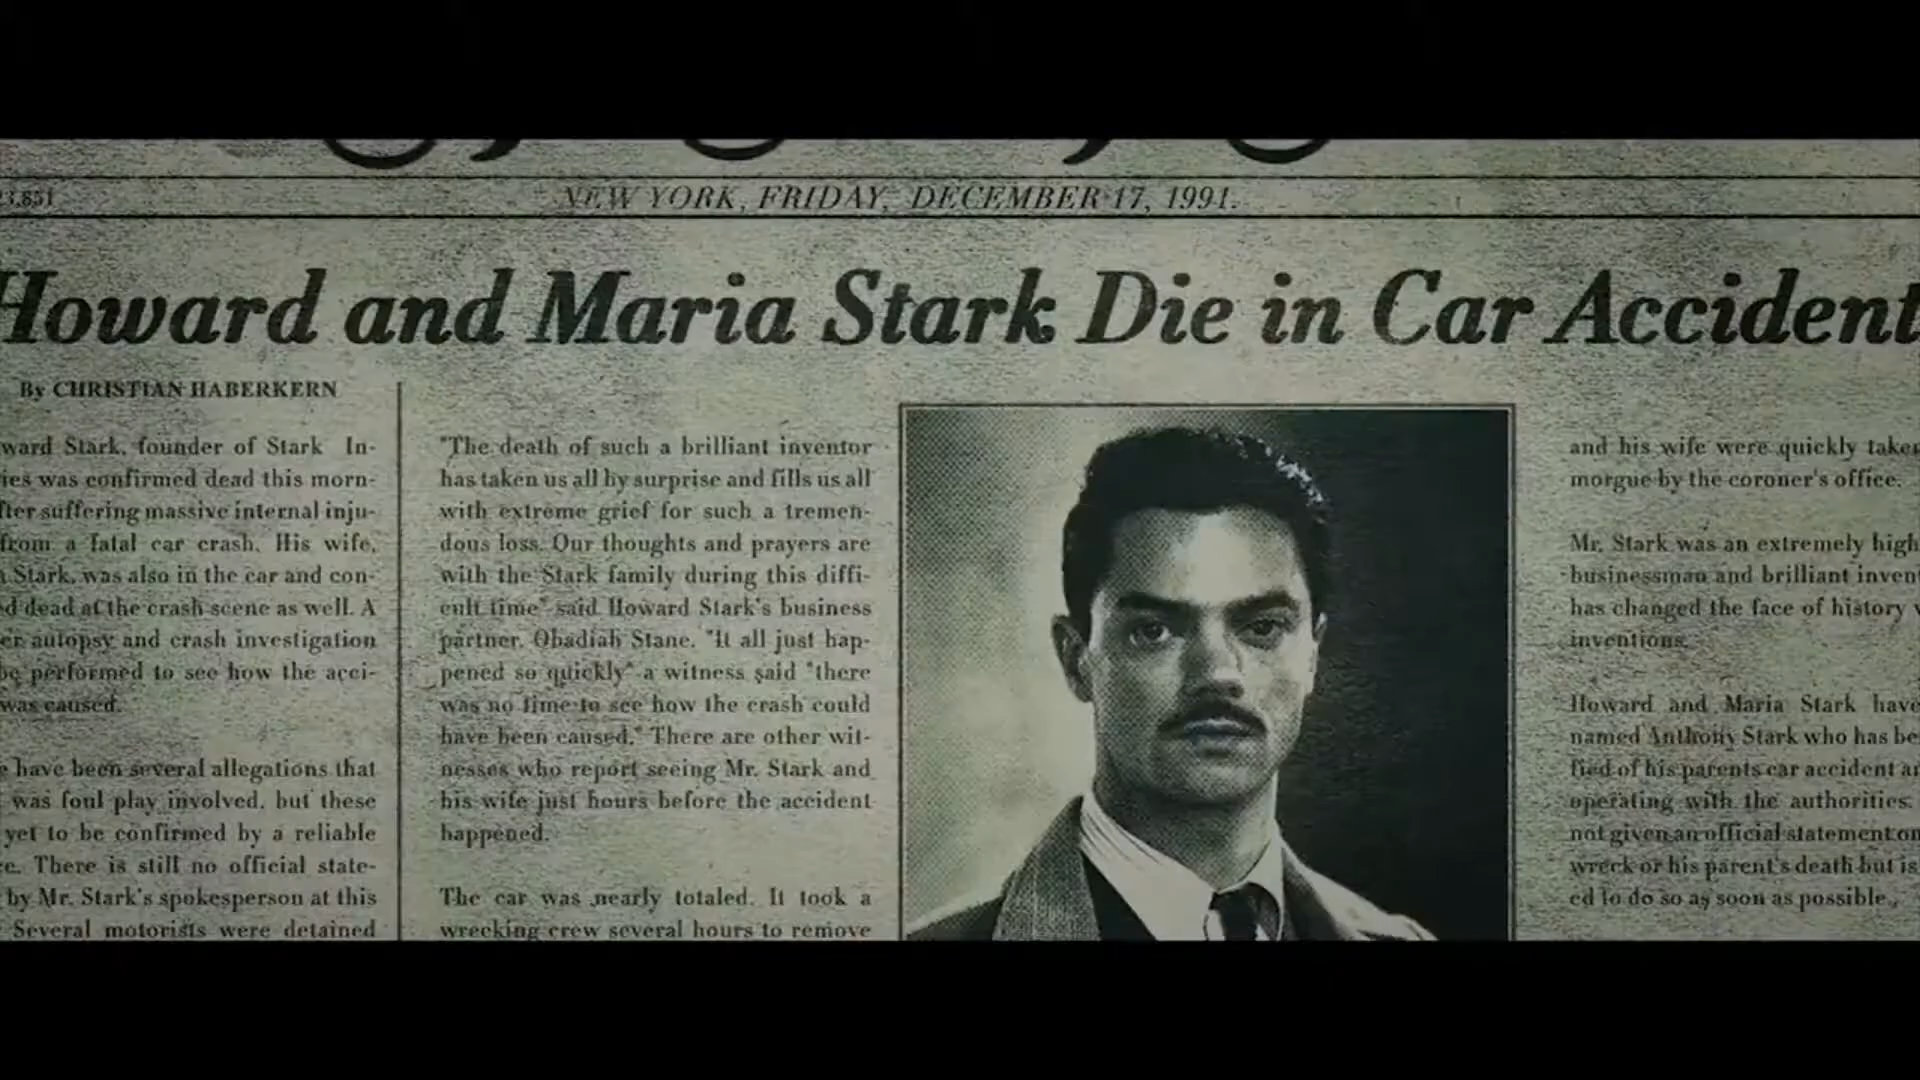 23,851
NEW YORK, FRIDAY, DECEMBER 17, 1991.
Howard and Maria Stark Die in Car Accident
By CHRISTIAN HABERKERN
ward Stark, founder of Stark In-
ies was confirmed dead this morn-
fter suffering massive internal inju-
from a fatal car crash. His wife,
a Stark, was also in the car and con-
d dead at the crash scene as well. A
er autopsy and crash investigation
be performed to see how the acci-
was caused.
e have been several allegations that
was foul play involved, but these
yet to be confirmed by a reliable
ce. There is still no official state-
by Mr. Stark's spokesperson at this
Several motorists were detained
"The death of such a brilliant inventor
has taken us all by surprise and fills us all
with extreme grief for such a tremen-
dous loss. Our thoughts and prayers are
with the Stark family during this diffi-
cult time" said Howard Stark's business
partner, Obadiah Stane. "It all just hap-
pened so quickly" a witness said "there
was no time to see how the crash could
have been caused." There are other wit-
nesses who report seeing Mr. Stark and
his wife just hours before the accident
happened.
The car was nearly totaled. It took a
wrecking crew several hours to remove
and his wife were quickly taken
morgue by the coroner's office.
Mr. Stark was an extremely high
businessman and brilliant invent
has changed the face of history
inventions.
Howard and Maria Stark have
named Anthony Stark who has be
fied of his parents car accident an
operating with the authorities.
not given an official statement on
wreck or his parent's death but is
ed to do so as soon as possible.